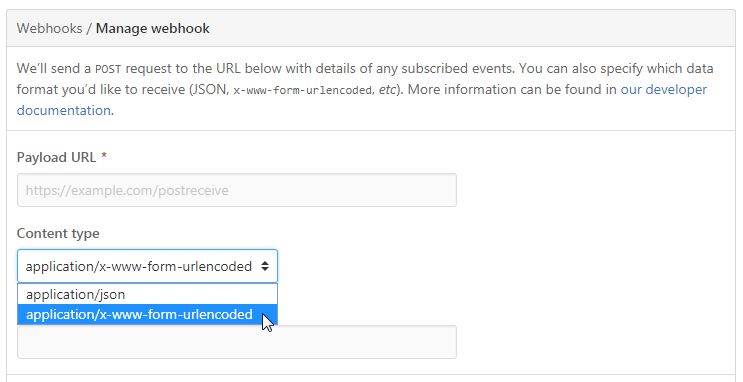 Webhooks / Manage webhook
We’ll send a POST request to the URL below with details of any subscribed events. You can also specify which data
format you’d like to receive (JSON, x-www-form-urlencoded, etc). More information can be found in our developer
documentation.
Payload URL *
https://example.com/postreceive
Content type
application/x-www-form-urlencoded
application/json
application/x-www-form-urlencoded